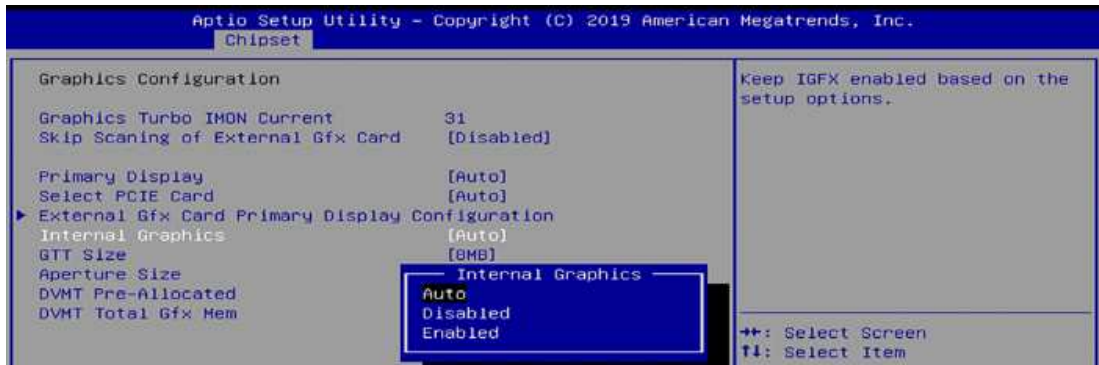 Aptio Setup Utility – Copyright (C) 2019 American Megatrends, Inc.
Chipset
Graphics Configuration
Graphics Turbo IMON Current 31
Skip Scaning of External Gfx Card [Disabled]
Primary Display [Auto]
Select PCIE Card [Auto]
External Gfx Card Primary Display Configuration
Internal Graphics [Auto]
GTT Size [8MB]
Aperture Size
DVMT Pre-Allocated
DVMT Total Gfx Mem
Internal Graphics
Auto
Disabled
Enabled
Keep IGFX enabled based on the
setup options.
→←: Select Screen
↑↓: Select Item